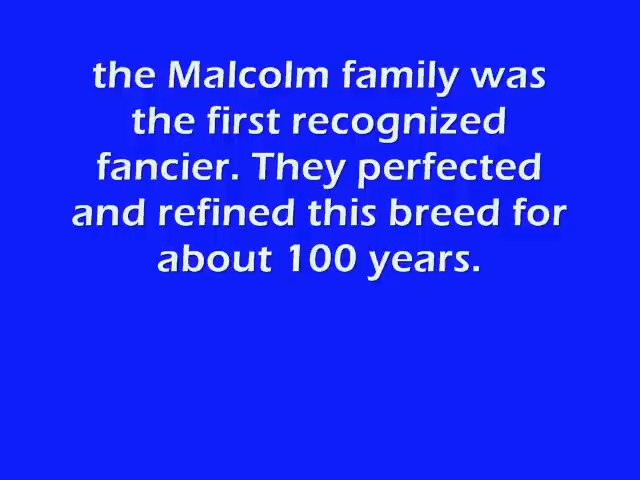 the Malcolm family was
the first recognized
fancier. They perfected
and refined this breed for
about 100 years.